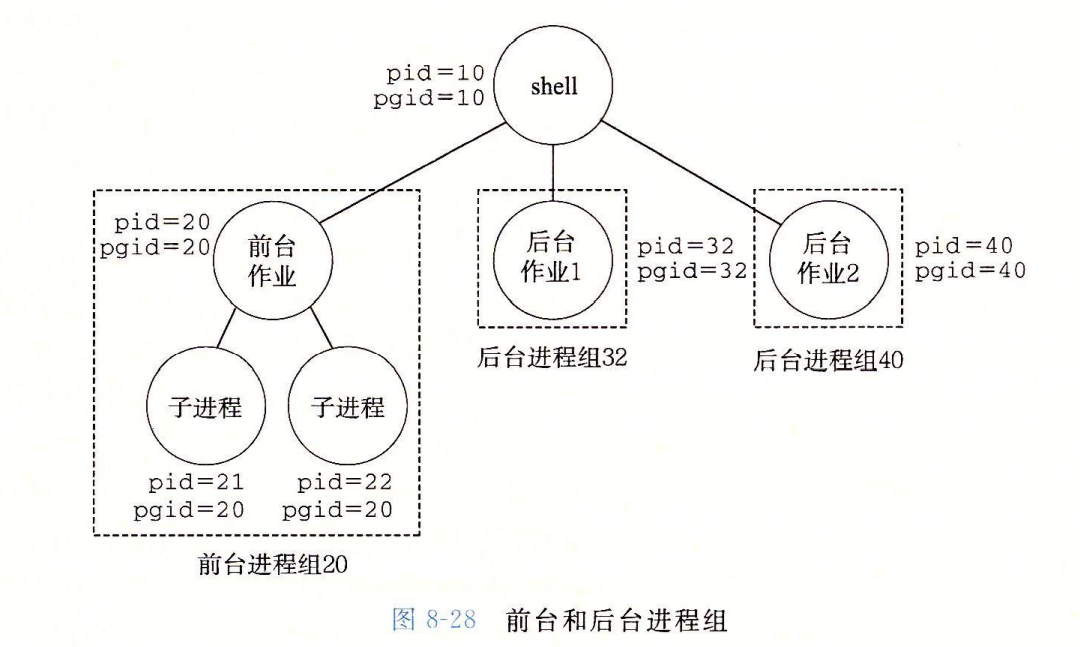 pid=10
pgid=10
shell
pid=20
pgid=20
前台
作业
后台
作业1
pid=32
pgid=32
后台
作业2
pid=40
pgid=40
后台进程组32
后台进程组40
子进程
子进程
pid=21
pgid=20
pid=22
pgid=20
前台进程组20
图 8-28 前台和后台进程组